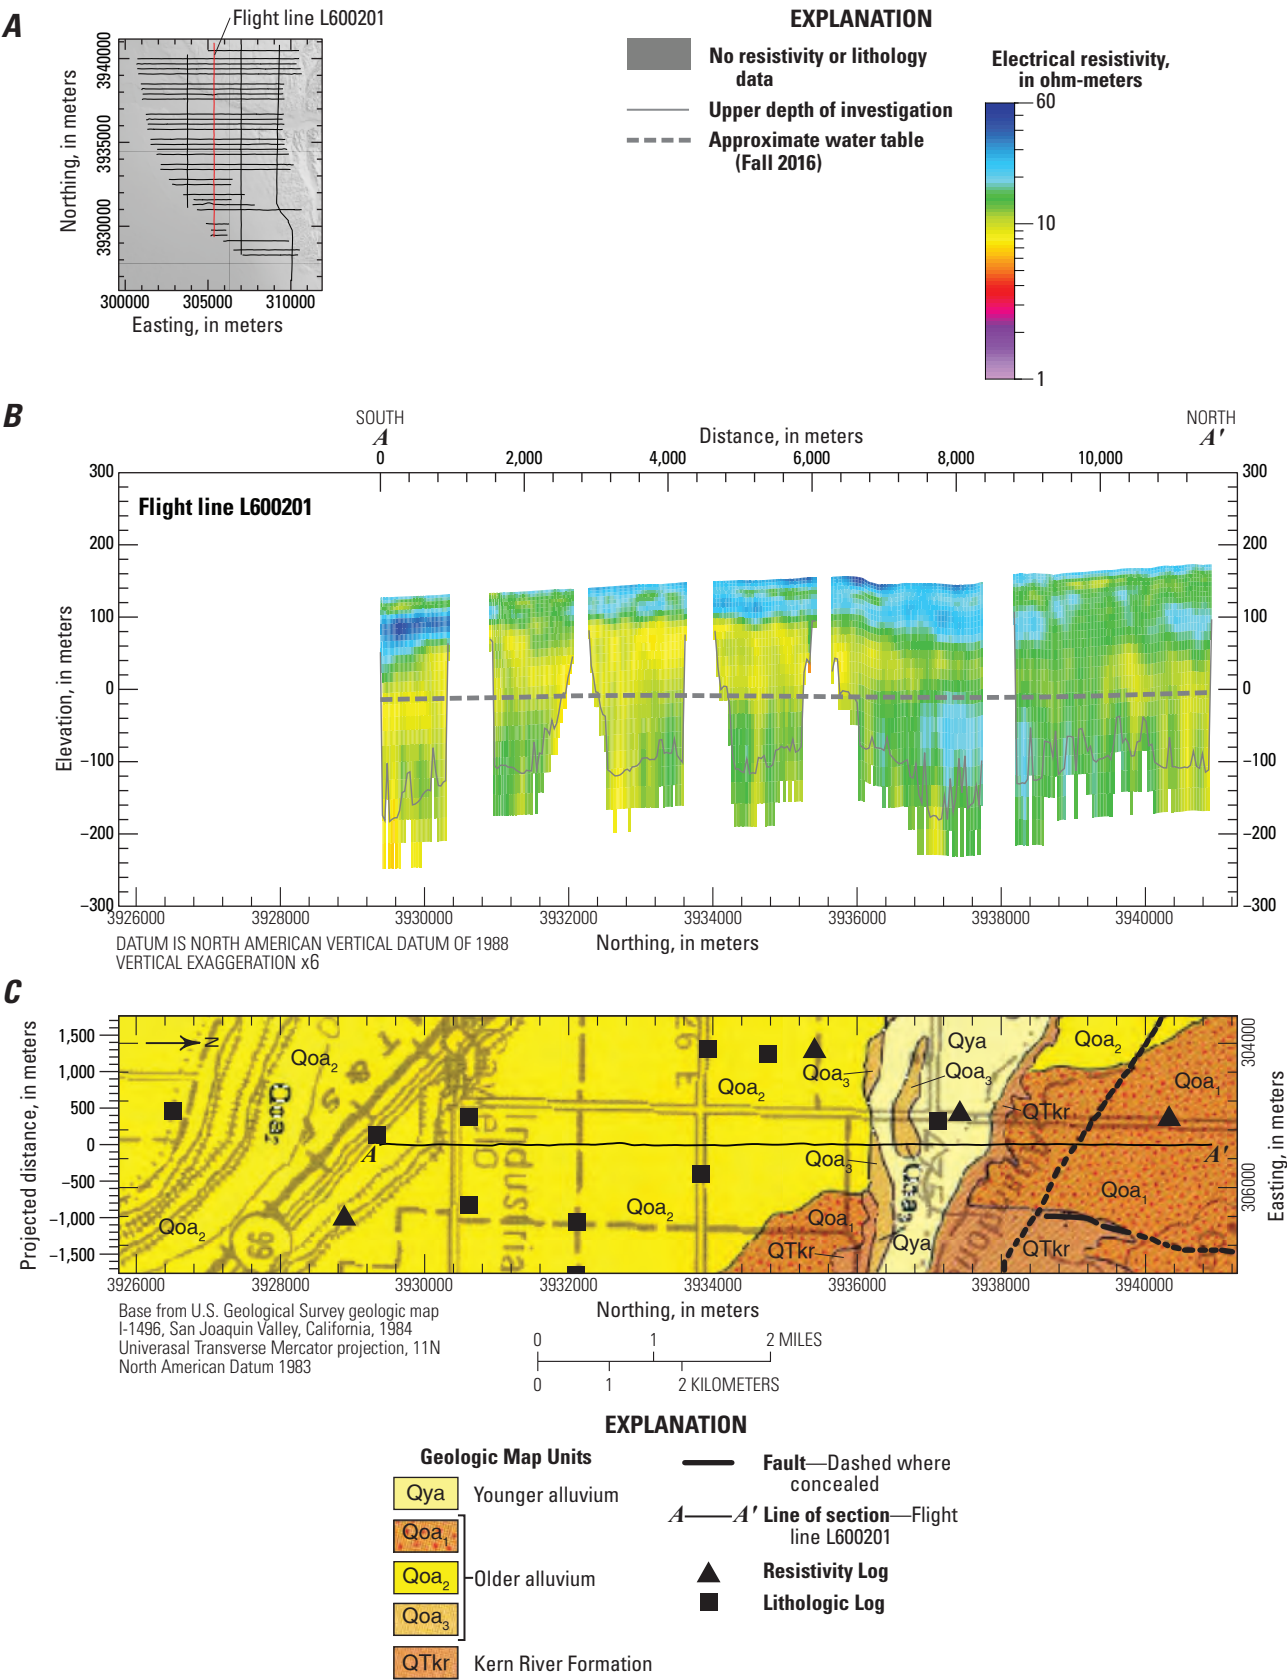 A
Flight line L600201
Northing, in meters
3940000
3935000
3930000
300000 305000 310000
Easting, in meters
EXPLANATION
No resistivity or lithology
data
Upper depth of investigation
Approximate water table
(Fall 2016)
Electrical resistivity,
in ohm-meters
60
10
1
B
SOUTH
A
NORTH
A′
Distance, in meters
0 2,000 4,000 6,000 8,000 10,000
Flight line L600201
Elevation, in meters
300
200
100
0
−100
−200
−300
300
200
100
0
−100
−200
−300
3926000 3928000 3930000 3932000 3934000 3936000 3938000 3940000
Northing, in meters
DATUM IS NORTH AMERICAN VERTICAL DATUM OF 1988
VERTICAL EXAGGERATION x6
C
Projected distance, in meters
1,500
1,000
500
0
−500
−1,000
−1,500
N
Qoa2
Qoa2
Qoa2
Qoa2
99
A
Industria
Qoa2
Qoa3
Qoa3
Qya
Qoa3
Qoa1
QTkr
Qya
Qoa2
Qoa1
QTkr
Qoa1
QTkr
A′
304000
306000
Easting, in meters
3926000 3928000 3930000 3932000 3934000 3936000 3938000 3940000
Northing, in meters
Base from U.S. Geological Survey geologic map
I-1496, San Joaquin Valley, California, 1984
Univerasal Transverse Mercator projection, 11N
North American Datum 1983
0 1 2 MILES
0 1 2 KILOMETERS
EXPLANATION
Geologic Map Units
Qya Younger alluvium
Qoa1
Qoa2 Older alluvium
Qoa3
QTkr Kern River Formation
Fault—Dashed where
concealed
A A′ Line of section—Flight
line L600201
Resistivity Log
Lithologic Log